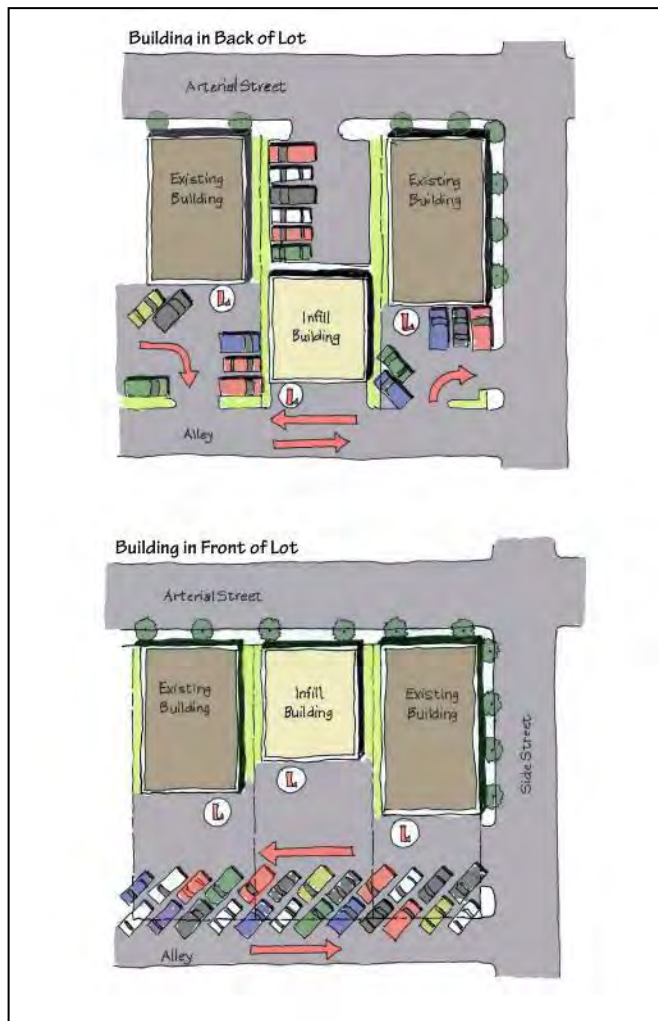 Building in Back of Lot
Arterial Street
Existing
Building
Existing
Building
L
L
Infill
Building
L
Alley
Building in Front of Lot
Arterial Street
Existing
Building
Infill
Building
Existing
Building
Side Street
L
L
L
Alley